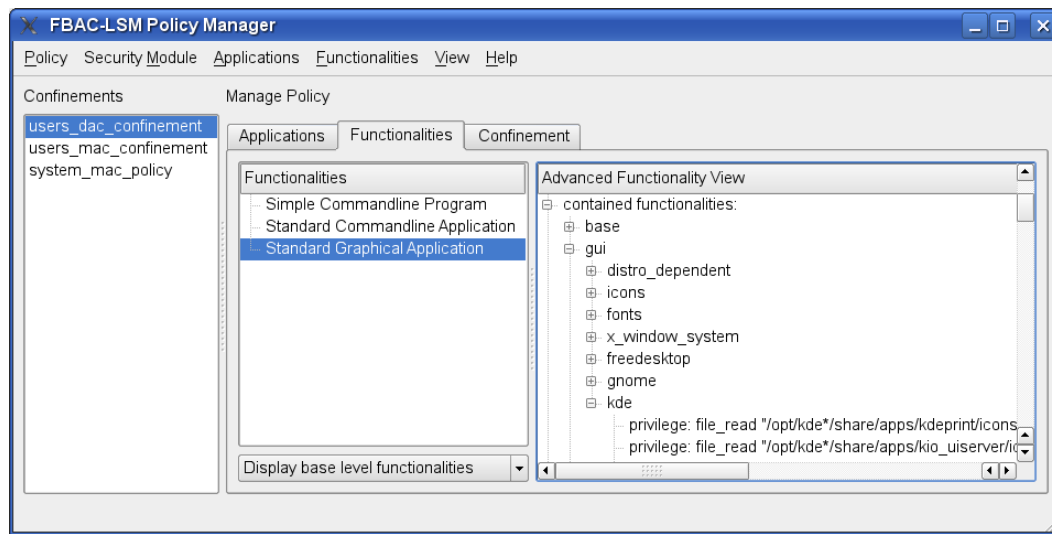 FBAC-LSM Policy Manager
Policy Security Module Applications Functionalities View Help
Confinements
users_dac_confinement
users_mac_confinement
system_mac_policy
Manage Policy
Applications Functionalities Confinement
Functionalities
Simple Commandline Program
Standard Commandline Application
Standard Graphical Application
Display base level functionalities
Advanced Functionality View
contained functionalities:
base
gui
distro_dependent
icons
fonts
x_window_system
freedesktop
gnome
kde
privilege: file_read "/opt/kde*/share/apps/kdeprint/icons
privilege: file_read "/opt/kde*/share/apps/kio_uiserver/ic